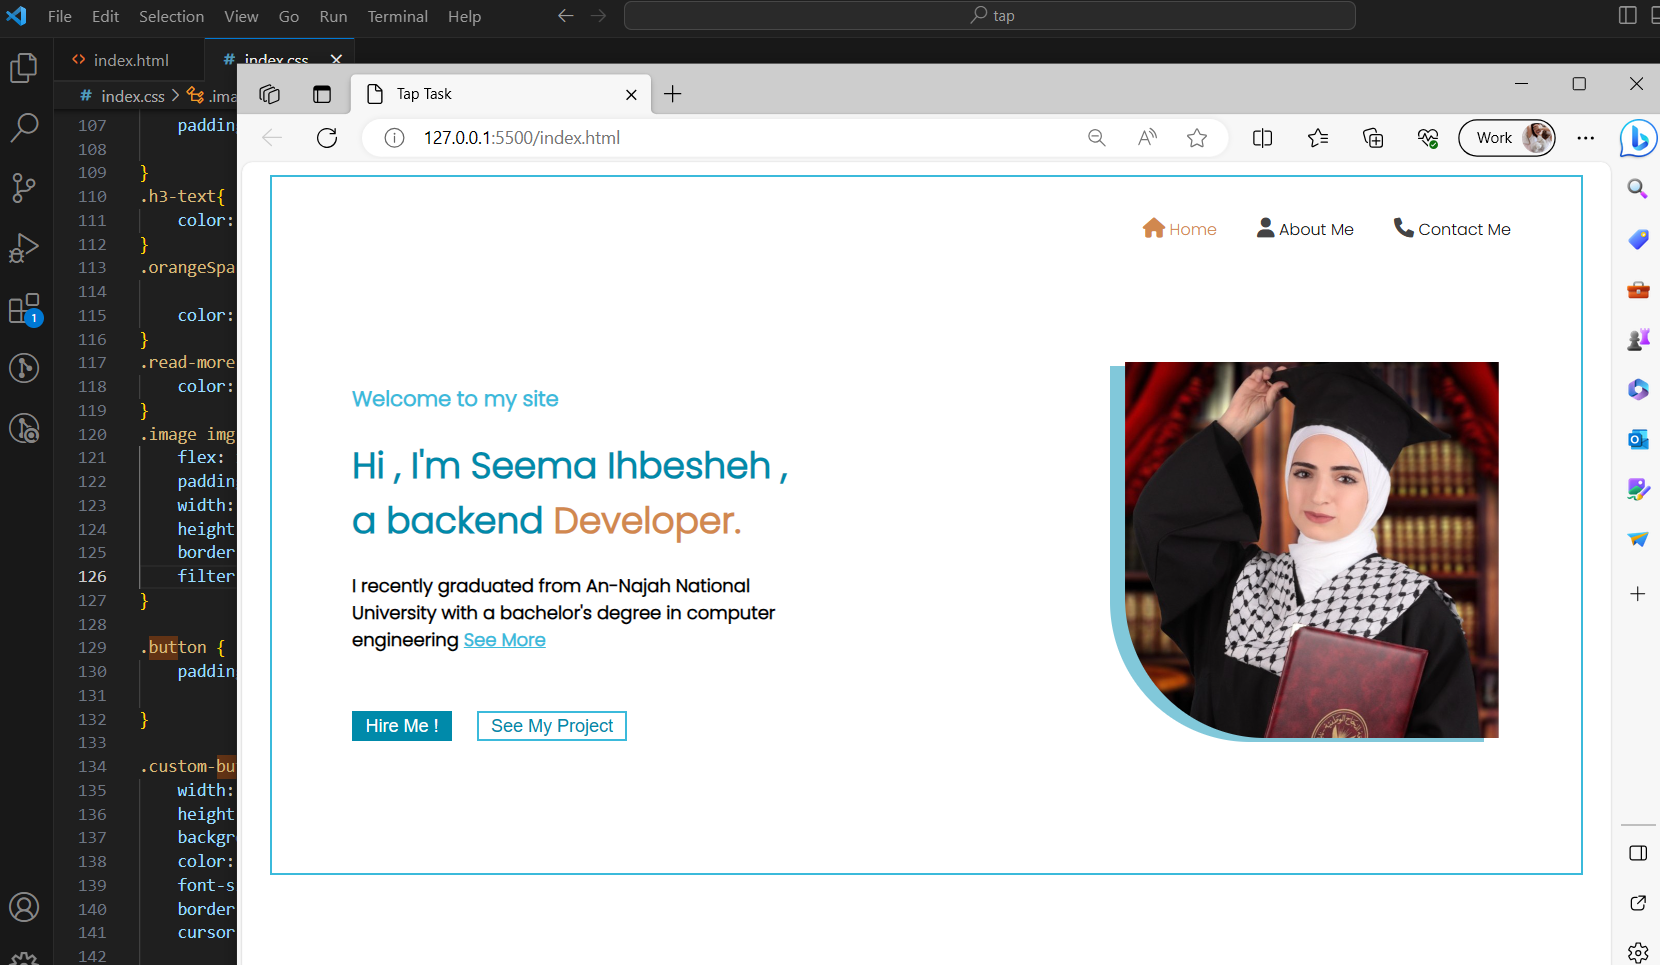 File Edit Selection View Go Run Terminal Help
tap
index.html
# index.css
# index.css > .ima
Tap Task
127.0.0.1:5500/index.html
Work
107 paddin
108
109 }
110 .h3-text{
111 color:
112 }
113 .orangeSpa
114
115 color:
116 }
117 .read-more
118 color:
119 }
120 .image img
121 flex:
122 paddin
123 width:
124 height
125 border
126 filter
127 }
128
129 .button {
130 paddin
131
132 }
133
134 .custom-bu
135 width:
136 height
137 backgr
138 color:
139 font-s
140 border
141 cursor
142
1
Home About Me Contact Me
Welcome to my site
Hi , I'm Seema Ihbesheh ,
a backend Developer.
I recently graduated from An-Najah National
University with a bachelor's degree in computer
engineering See More
Hire Me ! See My Project